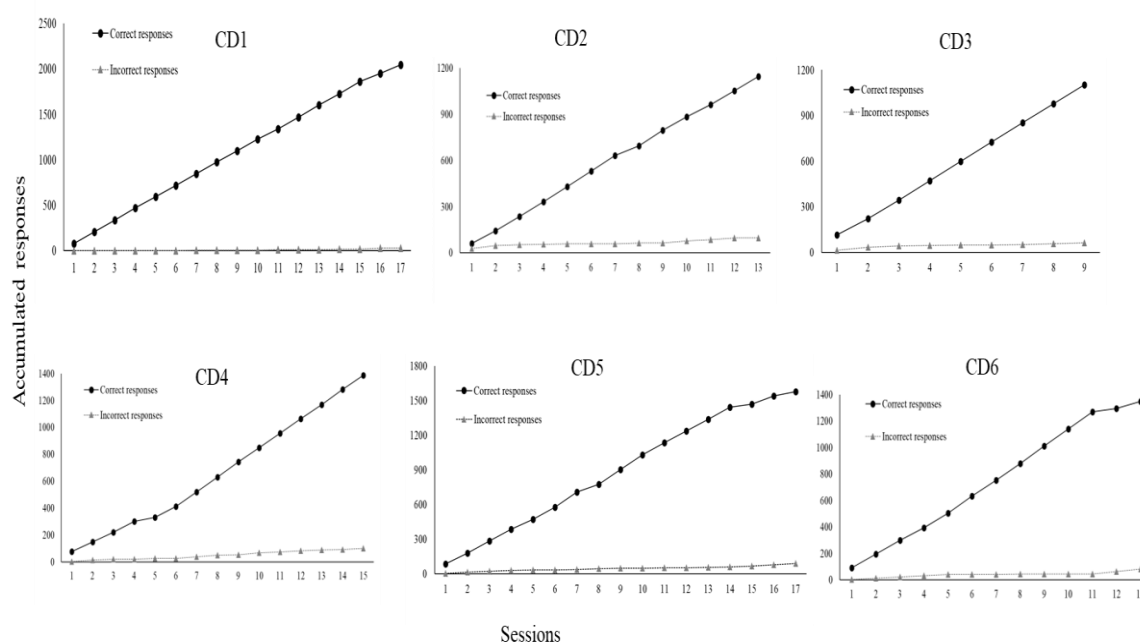 CD1
2500
2000
1500
1000
500
0
Correct responses
Incorrect responses
1 2 3 4 5 6 7 8 9 10 11 12 13 14 15 16 17
CD2
1200
900
600
300
0
Correct responses
Incorrect responses
1 2 3 4 5 6 7 8 9 10 11 12 13
CD3
1200
900
600
300
0
Correct responses
Incorrect responses
1 2 3 4 5 6 7 8 9
Accumulated responses
CD4
1400
1200
1000
800
600
400
200
0
Correct responses
Incorrect responses
1 2 3 4 5 6 7 8 9 10 11 12 13 14 15
CD5
1800
1500
1200
900
600
300
0
Correct responses
Incorrect responses
1 2 3 4 5 6 7 8 9 10 11 12 13 14 15 16 17
CD6
1400
1200
1000
800
600
400
200
0
Correct responses
Incorrect responses
1 2 3 4 5 6 7 8 9 10 11 12
Sessions